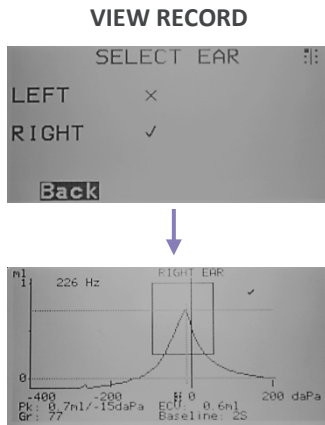 VIEW RECORD
SELECT EAR
LEFT ×
RIGHT ✓
Back
ml
RIGHT EAR
1
226 Hz
✓
0
-400 -200 0 200 daPa
Pk: 0.7ml/-15daPa ECV: 0.6ml
Gr: 77 Baseline: 2S